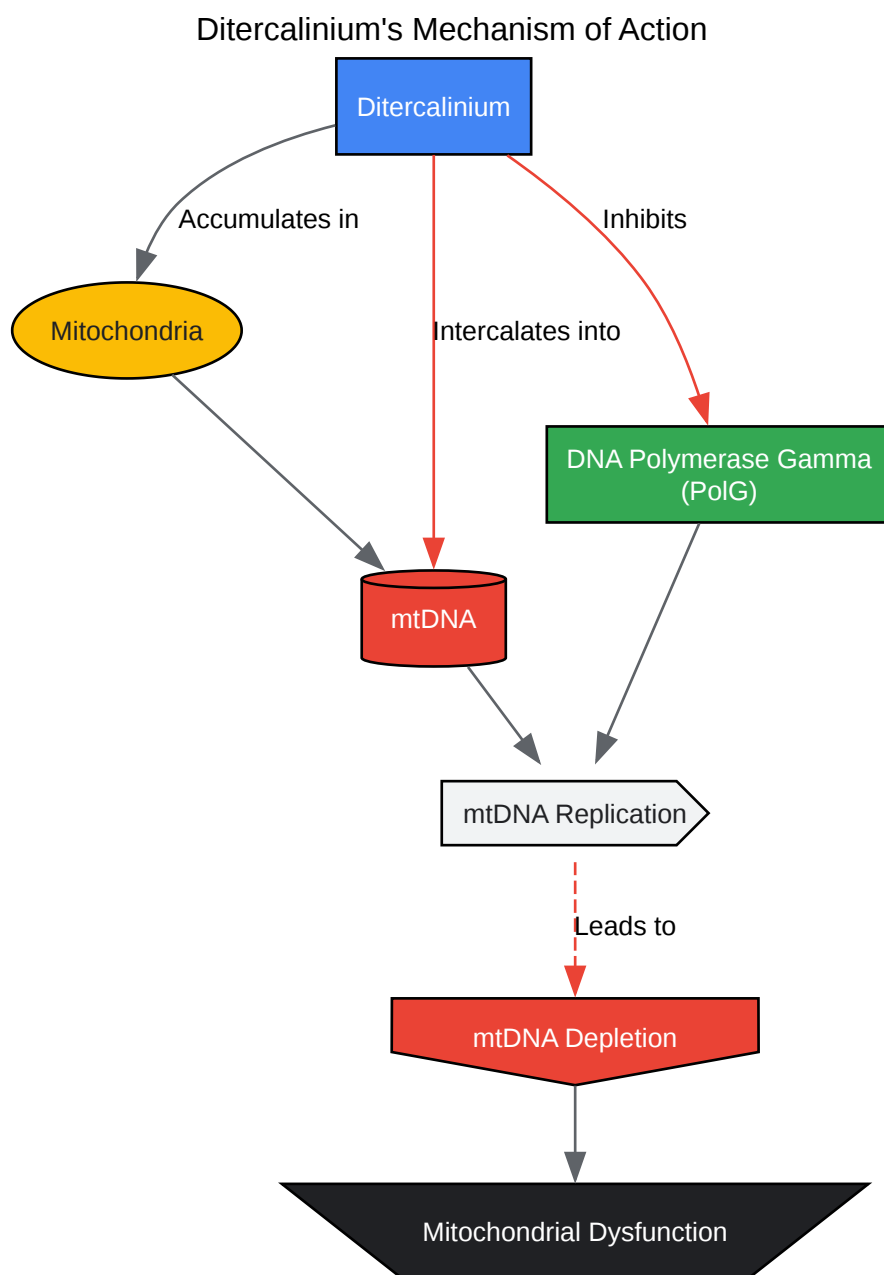 Ditercalinium's Mechanism of Action
Ditercalinium
Accumulates in
Inhibits
Mitochondria
Intercalates into
DNA Polymerase Gamma
(PolG)
mtDNA
mtDNA Replication
Leads to
mtDNA Depletion
Mitochondrial Dysfunction